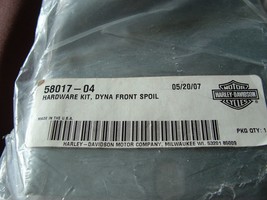 58017-04
05/20/07
HARDWARE KIT, DYNA FRONT SPOIL
MOTOR
HARLEY-DAVIDSON
CYCLES
MADE IN THE U.S.A.
PKG QTY: 1
HARLEY-DAVIDSON MOTOR COMPANY, MILWAUKEE WI. 53201